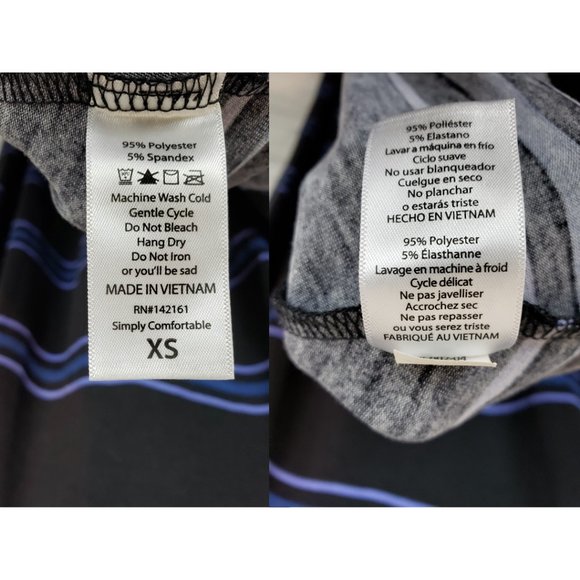 95% Polyester
5% Spandex
Machine Wash Cold
Gentle Cycle
Do Not Bleach
Hang Dry
Do Not Iron
or you'll be sad
MADE IN VIETNAM
RN#142161
Simply Comfortable
XS
95% Poliéster
5% Elastano
Lavar a máquina en frío
Ciclo suave
No usar blanqueador
Cuelgue en seco
No planchar
o estarás triste
HECHO EN VIETNAM
95% Polyester
5% Élasthanne
Lavage en machine à froid
Cycle délicat
Ne pas javelliser
Accrochez sec
Ne pas repasser
ou vous serez triste
FABRIQUÉ AU VIETNAM